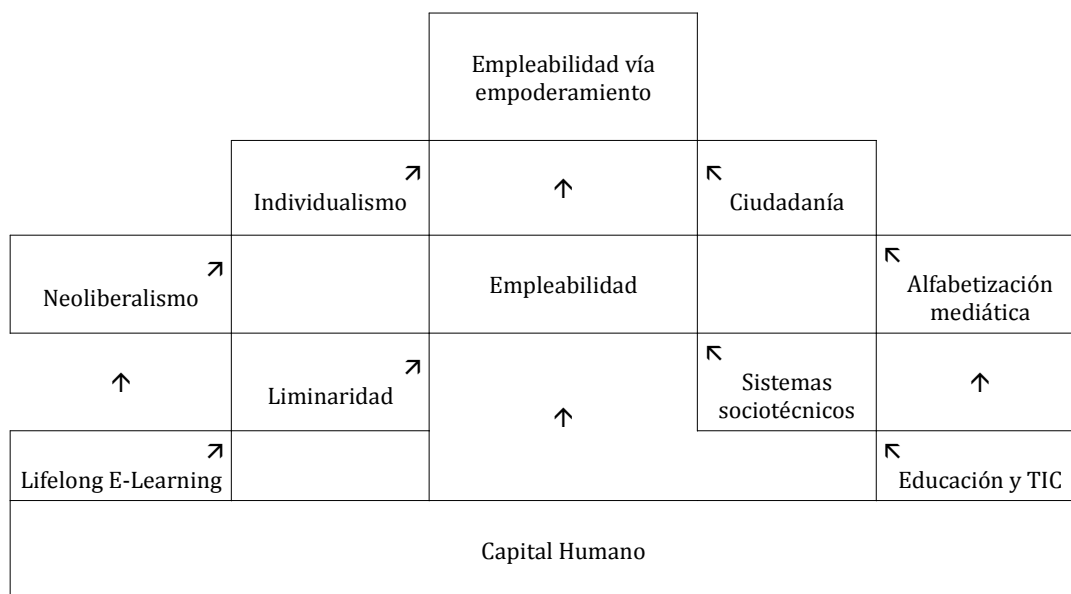 Empleabilidad vía
empoderamiento
Individualismo
Ciudadanía
Neoliberalismo
Empleabilidad
Alfabetización
mediática
Liminaridad
Sistemas
sociotécnicos
Lifelong E-Learning
Educación y TIC
Capital Humano